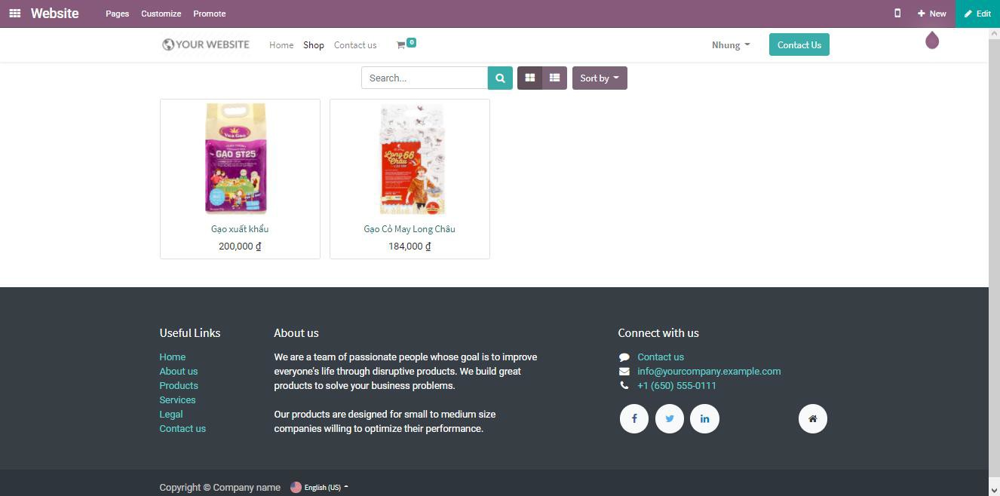 Website Pages Customize Promote + New Edit
YOUR WEBSITE Home Shop Contact us 0 Nhung Contact Us
Search... Sort by
Vua Gạo
GẠO ST25
Long 66
Châu
Gạo xuất khẩu
200,000 ₫
Gạo Cỏ May Long Châu
184,000 ₫
Useful Links
Home
About us
Products
Services
Legal
Contact us
About us
We are a team of passionate people whose goal is to improve
everyone's life through disruptive products. We build great
products to solve your business problems.
Our products are designed for small to medium size
companies willing to optimize their performance.
Connect with us
Contact us
info@yourcompany.example.com
+1 (650) 555-0111
Copyright © Company name English (US)